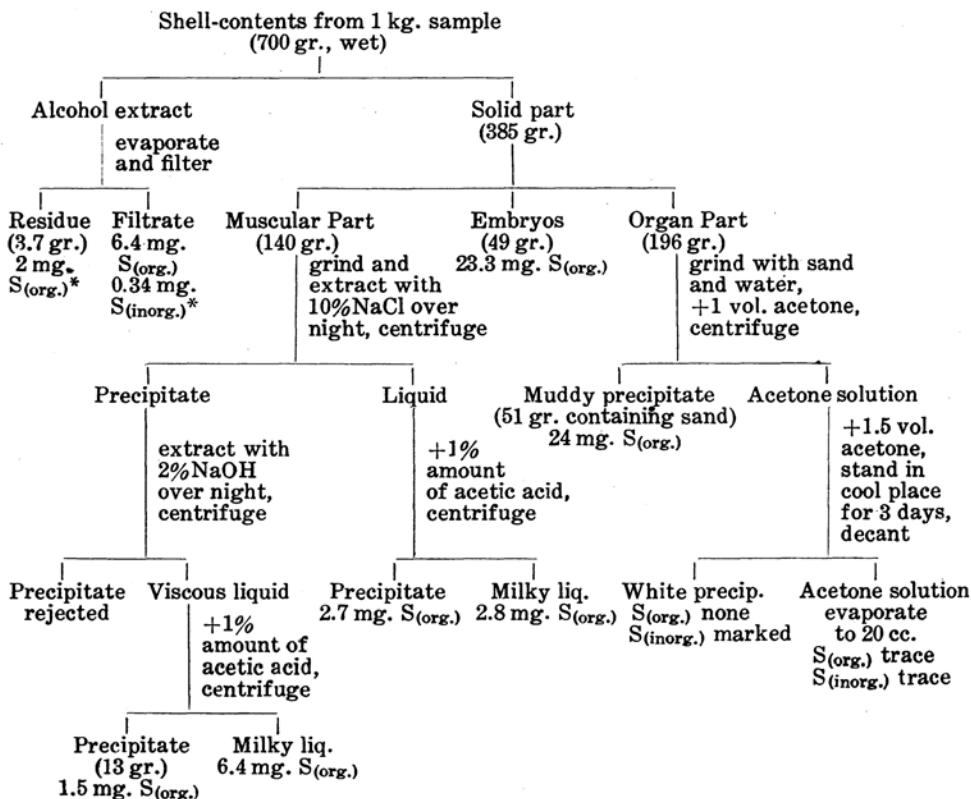 Shell-contents from 1 kg. sample
(700 gr., wet)
Alcohol extract
evaporate
and filter
Solid part
(385 gr.)
Residue
(3.7 gr.)
2 mg.
S(org.)*
Filtrate
6.4 mg.
S(org.)
0.34 mg.
S(inorg.)*
Muscular Part
(140 gr.)
grind and
extract with
10% NaCl over
night, centrifuge
Embryos
(49 gr.)
23.3 mg. S(org.)
Organ Part
(196 gr.)
grind with sand
and water,
+1 vol. acetone,
centrifuge
Precipitate
extract with
2% NaOH
over night,
centrifuge
Liquid
+1%
amount
of acetic acid,
centrifuge
Muddy precipitate
(51 gr. containing sand)
24 mg. S(org.)
Acetone solution
+1.5 vol.
acetone,
stand in
cool place
for 3 days,
decant
Precipitate
rejected
Viscous liquid
+1%
amount of
acetic acid,
centrifuge
Precipitate
2.7 mg. S(org.)
Milky liq.
2.8 mg. S(org.)
White precip.
S(org.) none
S(inorg.) marked
Acetone solution
evaporate
to 20 cc.
S(org.) trace
S(inorg.) trace
Precipitate
(13 gr.)
1.5 mg. S(org.)
Milky liq.
6.4 mg. S(org.)